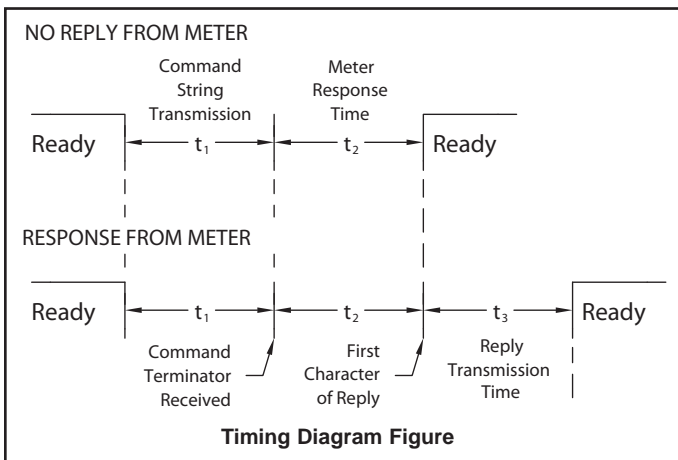 NO REPLY FROM METER
Command
String
Transmission
Meter
Response
Time
Ready
t1
t2
Ready
RESPONSE FROM METER
Ready
t1
t2
t3
Ready
Command
Terminator
Received
First
Character
of Reply
Reply
Transmission
Time
Timing Diagram Figure